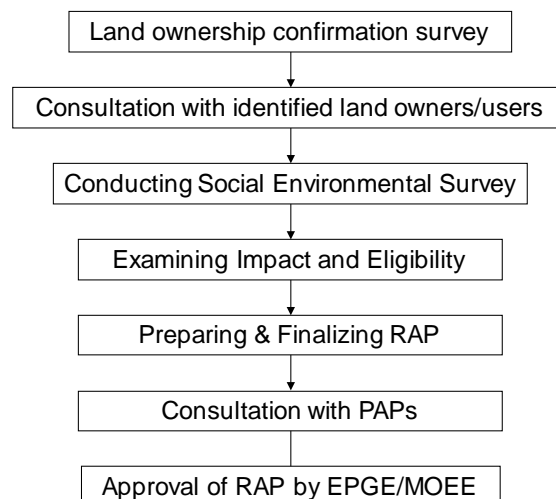 Land ownership confirmation survey
Consultation with identified land owners/users
Conducting Social Environmental Survey
Examining Impact and Eligibility
Preparing & Finalizing RAP
Consultation with PAPs
Approval of RAP by EPGE/MOEE